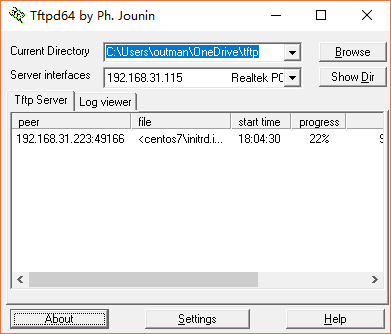 Tftpd64 by Ph. Jounin
Current Directory C:\Users\outman\OneDrive\tftp Browse
Server interfaces 192.168.31.115 Realtek PC Show Dir
Tftp Server Log viewer
peer file start time progress
192.168.31.223:49166 <centos7\initrd.i... 18:04:30 22%
About Settings Help